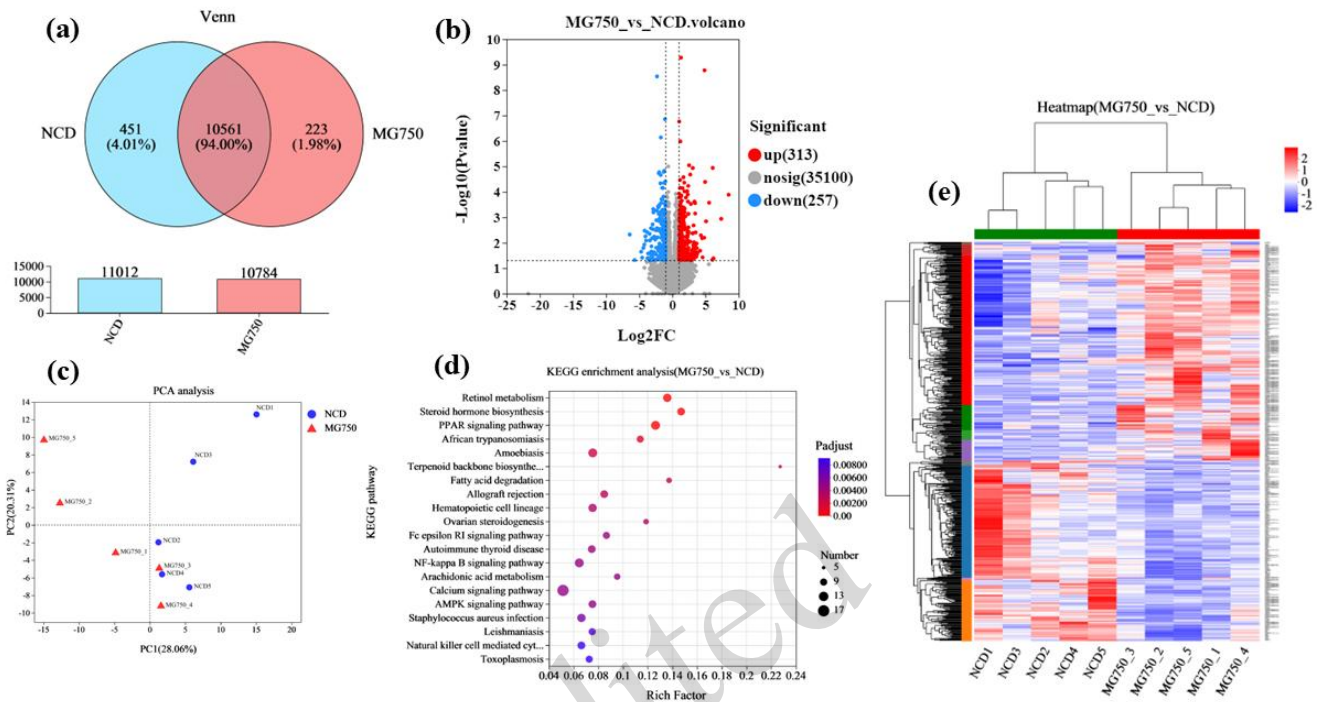 (a)
Venn
NCD
451
(4.01%)
10561
(94.00%)
223
(1.98%)
MG750
15000
10000
5000
0
11012
10784
NCD
MG750
(b)
MG750_vs_NCD.volcano
10
9
8
7
6
5
4
3
2
1
0
-25 -20 -15 -10 -5 0 5 10
-Log10(Pvalue)
Log2FC
Significant
up(313)
nosig(35100)
down(257)
(c)
PCA analysis
NCD
MG750
14
12
10
8
6
4
2
0
-2
-4
-6
-8
-10
-15 -10 -5 0 5 10 15 20
PC2(20.31%)
PC1(28.06%)
NCD1
MG750_5
NCD3
MG750_2
NCD2
MG750_1
MG750_3
NCD4
NCD5
MG750_4
(d)
KEGG enrichment analysis(MG750_vs_NCD)
KEGG pathway
Retinol metabolism
Steroid hormone biosynthesis
PPAR signaling pathway
African trypanosomiasis
Amoebiasis
Terpenoid backbone biosynthe...
Fatty acid degradation
Allograft rejection
Hematopoietic cell lineage
Ovarian steroidogenesis
Fc epsilon RI signaling pathway
Autoimmune thyroid disease
NF-kappa B signaling pathway
Arachidonic acid metabolism
Calcium signaling pathway
AMPK signaling pathway
Staphylococcus aureus infection
Leishmaniasis
Natural killer cell mediated cyt...
Toxoplasmosis
0.04 0.06 0.08 0.1 0.12 0.14 0.16 0.18 0.2 0.22 0.24
Rich Factor
Padjust
0.00800
0.00600
0.00400
0.00200
0.00
Number
5
9
13
17
(e)
Heatmap(MG750_vs_NCD)
2
1
0
-1
-2
NCD1
NCD3
NCD2
NCD4
NCD5
MG750_3
MG750_2
MG750_5
MG750_1
MG750_4